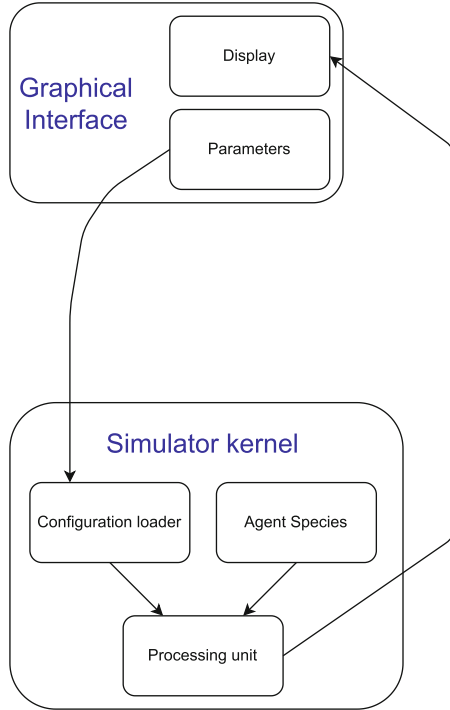 Display
Graphical
Interface
Parameters
Simulator kernel
Configuration loader
Agent Species
Processing unit